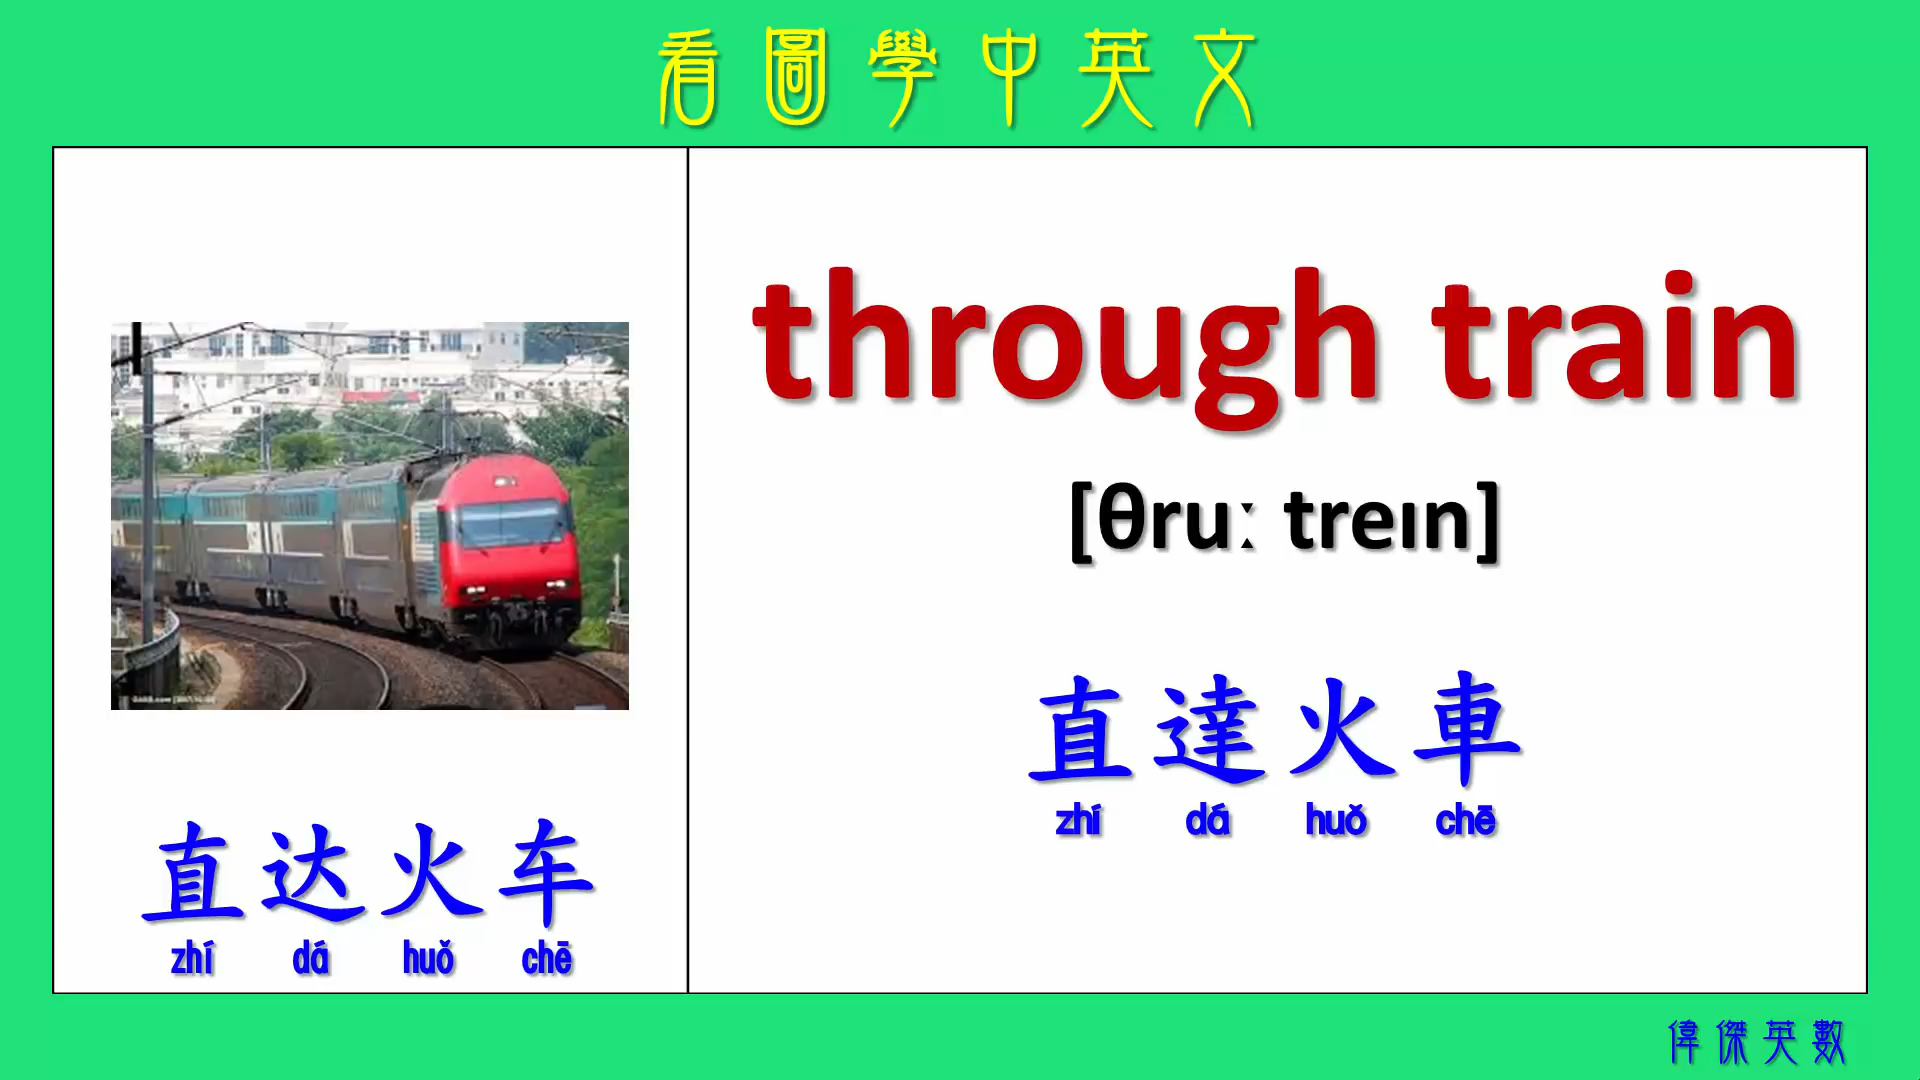 看圖學中英文
through train
[θruː treɪn]
直達火車
zhí dá huǒ chē
直达火车
zhí dá huǒ chē
偉傑英數